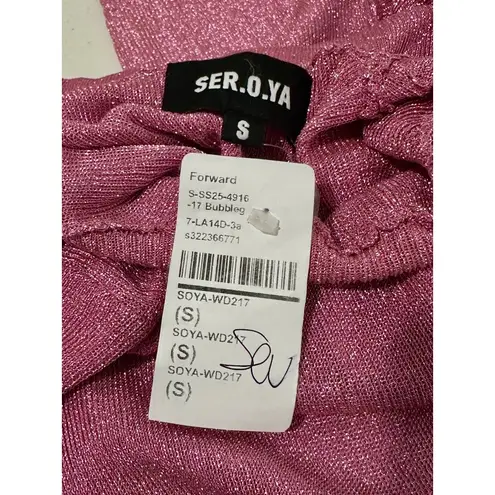 SER.O.YA
S
Forward
S-SS25-4916
-17 Bubbleg
7-LA14D-3a
s322366771
SOYA-WD217
(S)
SOYA-WD217
(S)
SOYA-WD217
(S)